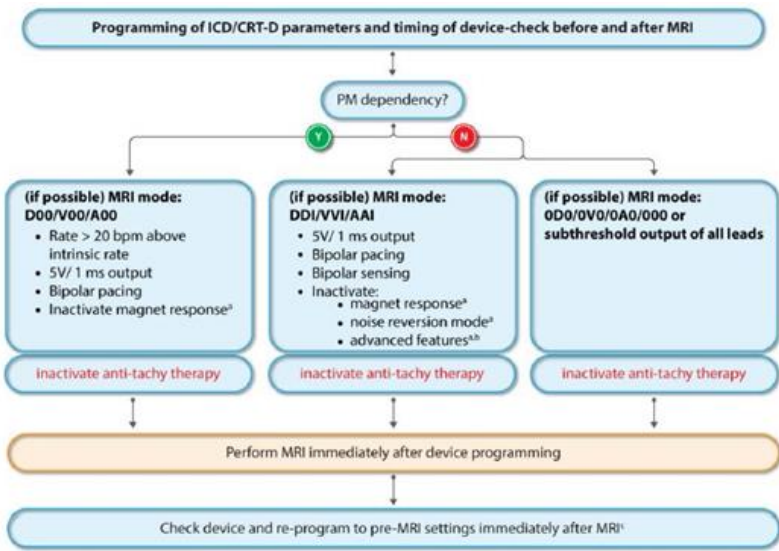 Programming of ICD/CRT-D parameters and timing of device-check before and after MRI
PM dependency?
Y
N
(if possible) MRI mode:
D00/V00/A00
• Rate > 20 bpm above
intrinsic rate
• 5V/ 1 ms output
• Bipolar pacing
• Inactivate magnet responseᵃ
inactivate anti-tachy therapy
(if possible) MRI mode:
DDI/VVI/AAI
• 5V/ 1 ms output
• Bipolar pacing
• Bipolar sensing
• Inactivate:
• magnet responseᵃ
• noise reversion modeᵃ
• advanced featuresᵃ,ᵇ
inactivate anti-tachy therapy
(if possible) MRI mode:
0D0/0V0/0A0/000 or
subthreshold output of all leads
inactivate anti-tachy therapy
Perform MRI immediately after device programming
Check device and re-program to pre-MRI settings immediately after MRIᶜ